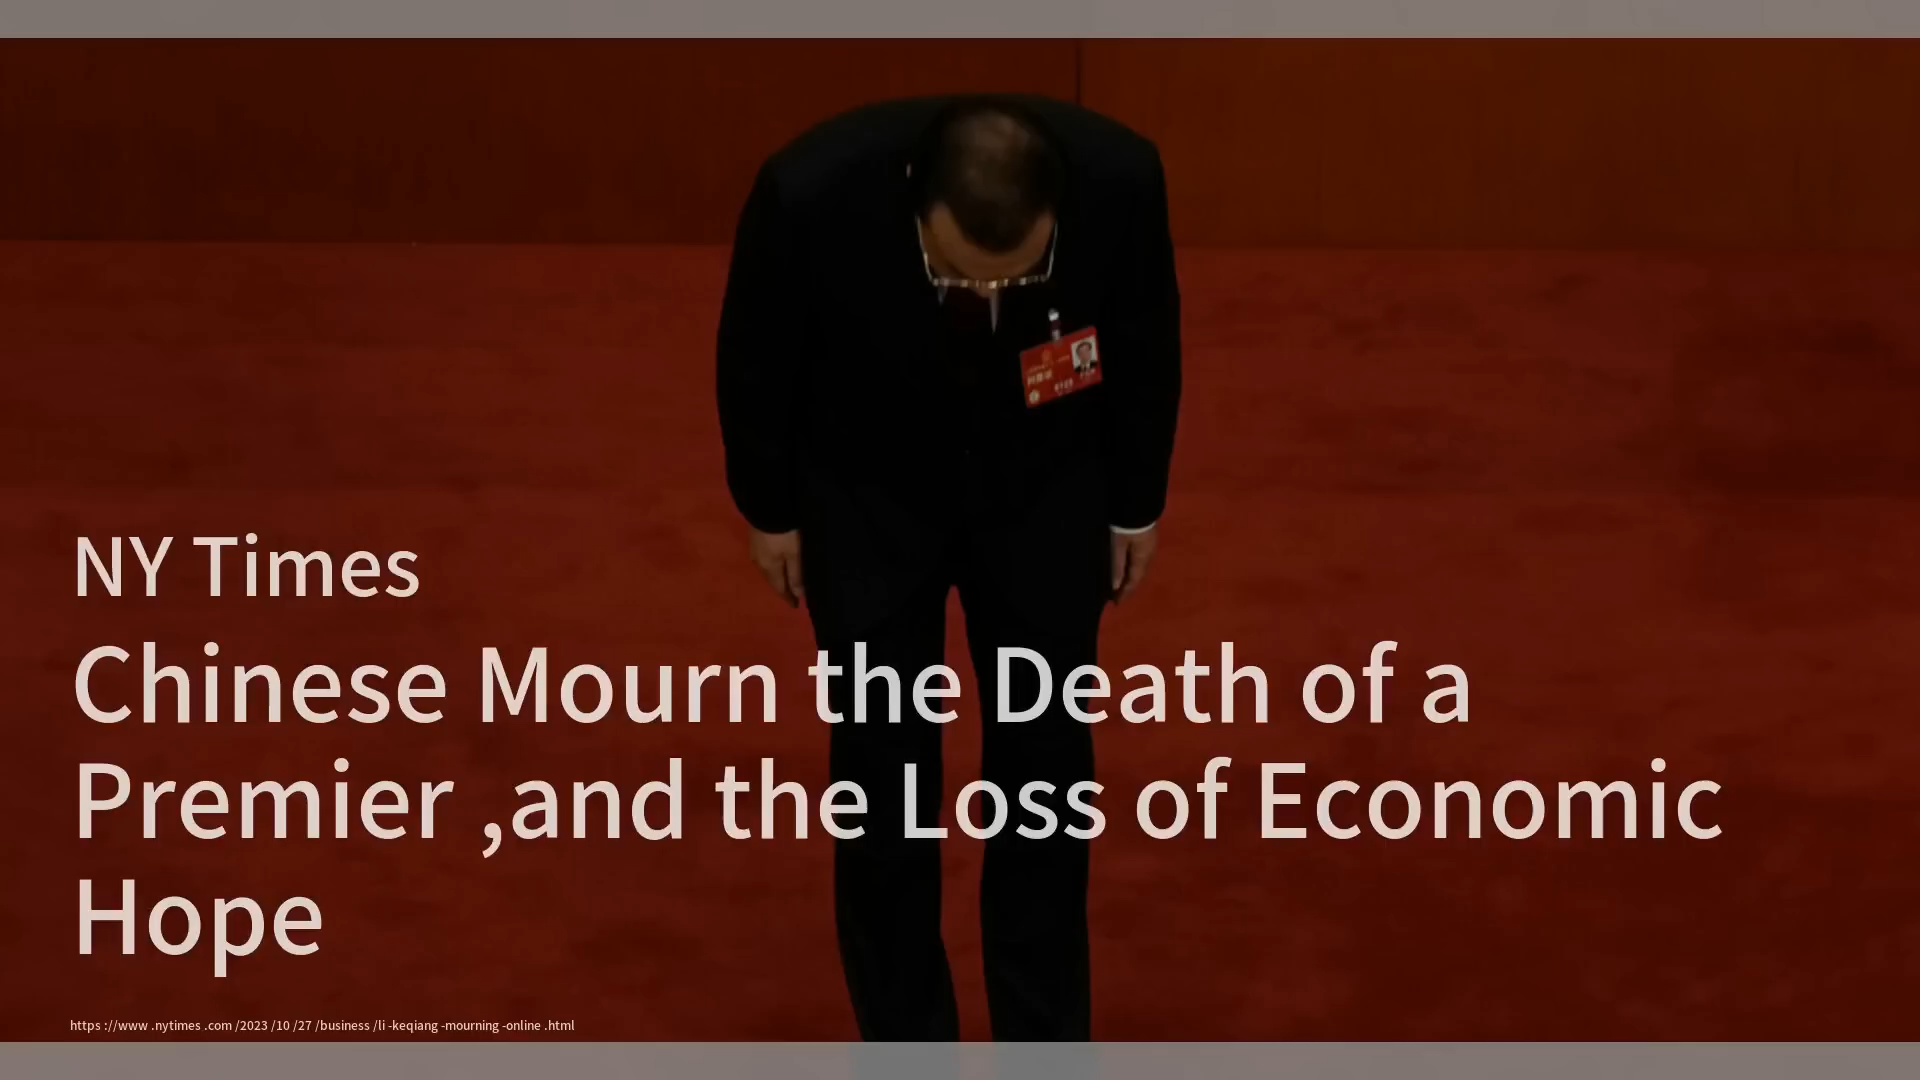 NY Times
Chinese Mourn the Death of a
Premier ,and the Loss of Economic
Hope
https ://www .nytimes .com /2023 /10 /27 /business /li -keqiang -mourning -online .html